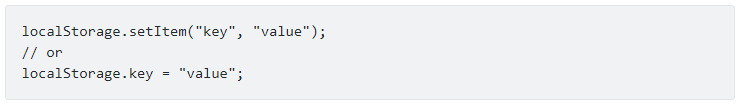 localStorage.setItem("key", "value");
// or
localStorage.key = "value";